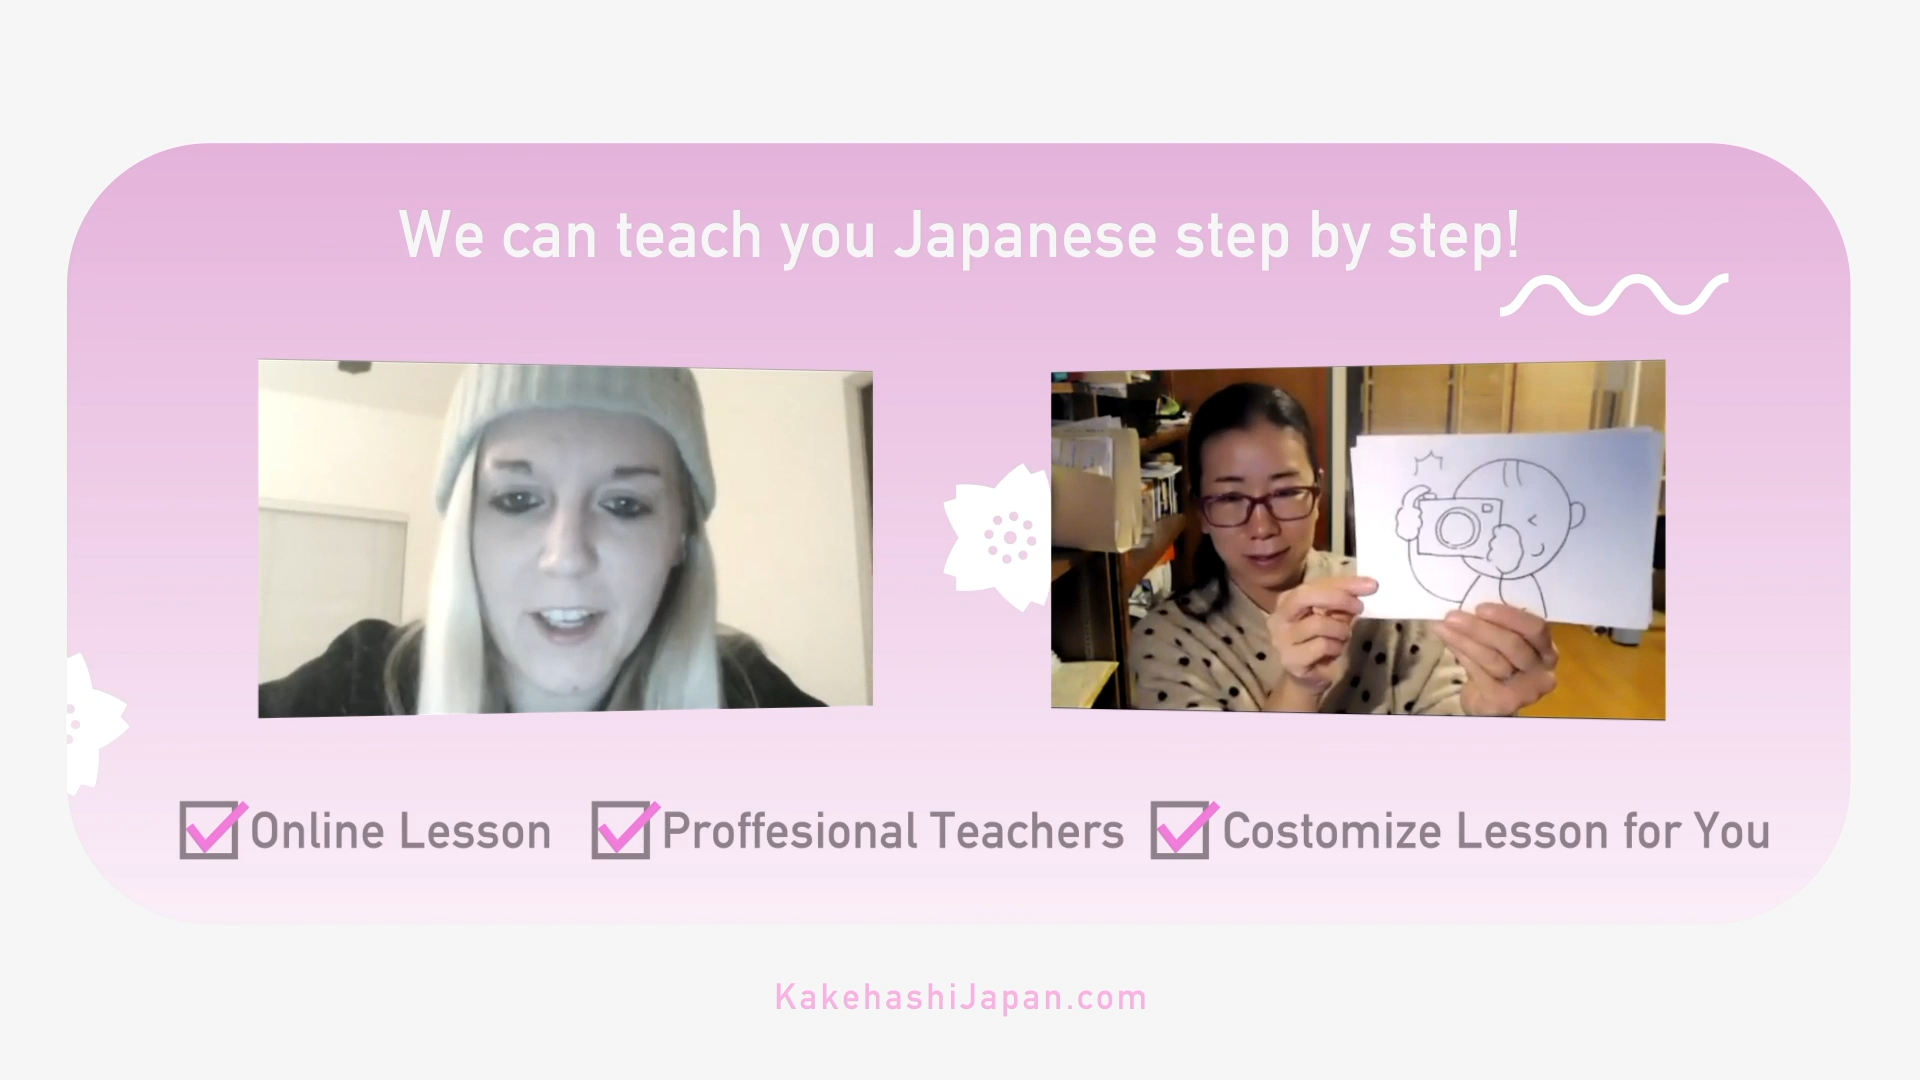 We can teach you Japanese step by step!
Online Lesson
Proffesional Teachers
Costomize Lesson for You
KakehashiJapan.com